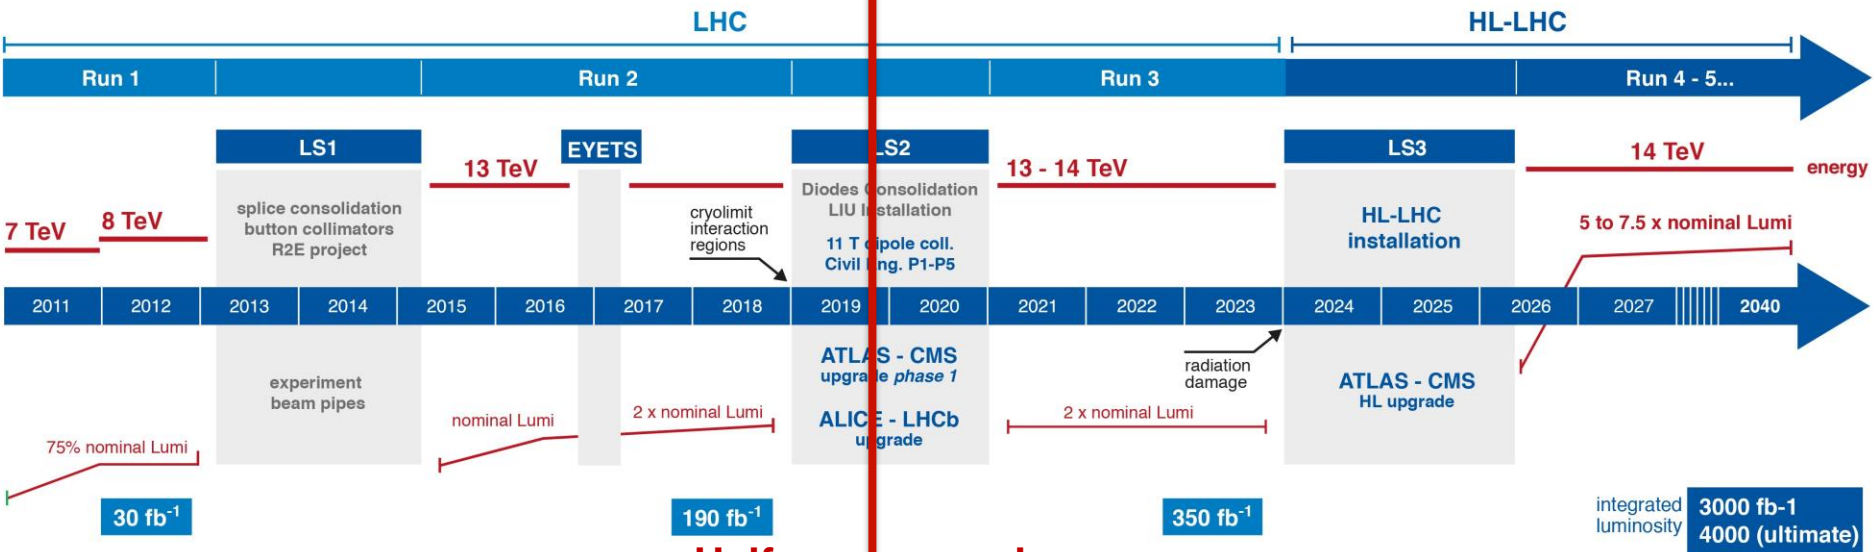 LHC
HL-LHC
Run 1
Run 2
Run 3
Run 4 - 5...
LS1
EYETS
LS2
LS3
13 TeV
13 - 14 TeV
14 TeV
energy
7 TeV
8 TeV
splice consolidation
button collimators
R2E project
cryolimit
interaction
regions
Diodes Consolidation
LIU Installation
11 T dipole coll.
Civil Eng. P1-P5
HL-LHC
installation
5 to 7.5 x nominal Lumi
2011
2012
2013
2014
2015
2016
2017
2018
2019
2020
2021
2022
2023
2024
2025
2026
2027
2040
experiment
beam pipes
ATLAS - CMS
upgrade phase 1
ALICE - LHCb
upgrade
radiation
damage
ATLAS - CMS
HL upgrade
75% nominal Lumi
nominal Lumi
2 x nominal Lumi
2 x nominal Lumi
30 fb-1
190 fb-1
350 fb-1
integrated
luminosity
3000 fb-1
4000 (ultimate)